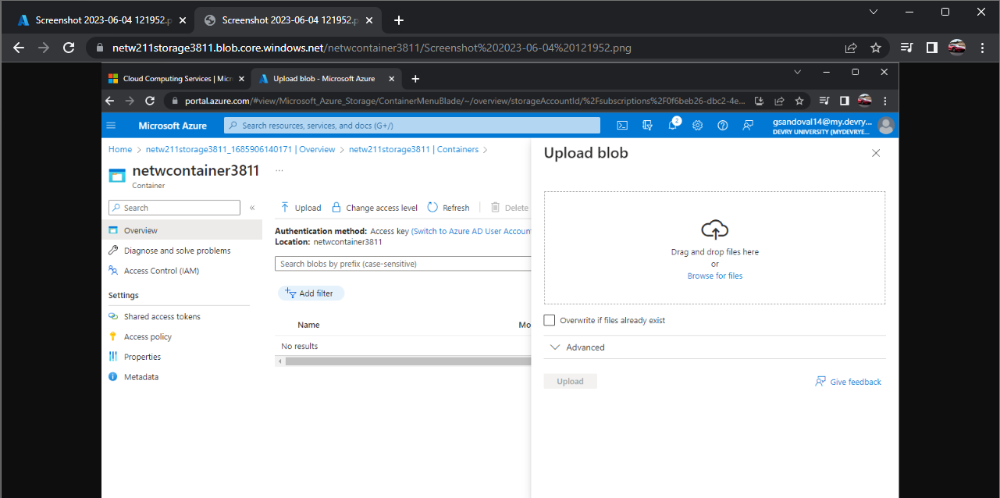 Screenshot 2023-06-04 121952.p
Screenshot 2023-06-04 121952.p
netw211storage3811.blob.core.windows.net/netwcontainer3811/Screenshot%202023-06-04%20121952.png
Cloud Computing Services | Micr
Upload blob - Microsoft Azure
portal.azure.com/#view/Microsoft_Azure_Storage/ContainerMenuBlade/~/overview/storageAccountId/%2Fsubscriptions%2F0f6beb26-dbc2-4e...
Microsoft Azure
Search resources, services, and docs (G+/)
2
gsandoval14@my.devry...
DEVRY UNIVERSITY (MYDEVRYE...
Home > netw211storage3811_1685906140171 | Overview > netw211storage3811 | Containers >
netwcontainer3811 ...
Container
Search
«
Overview
Diagnose and solve problems
Access Control (IAM)
Settings
Shared access tokens
Access policy
Properties
Metadata
Upload
Change access level
Refresh
Delete
Authentication method: Access key (Switch to Azure AD User Account
Location: netwcontainer3811
Search blobs by prefix (case-sensitive)
Add filter
Name Mo
No results
Upload blob
Drag and drop files here
or
Browse for files
Overwrite if files already exist
Advanced
Upload
Give feedback